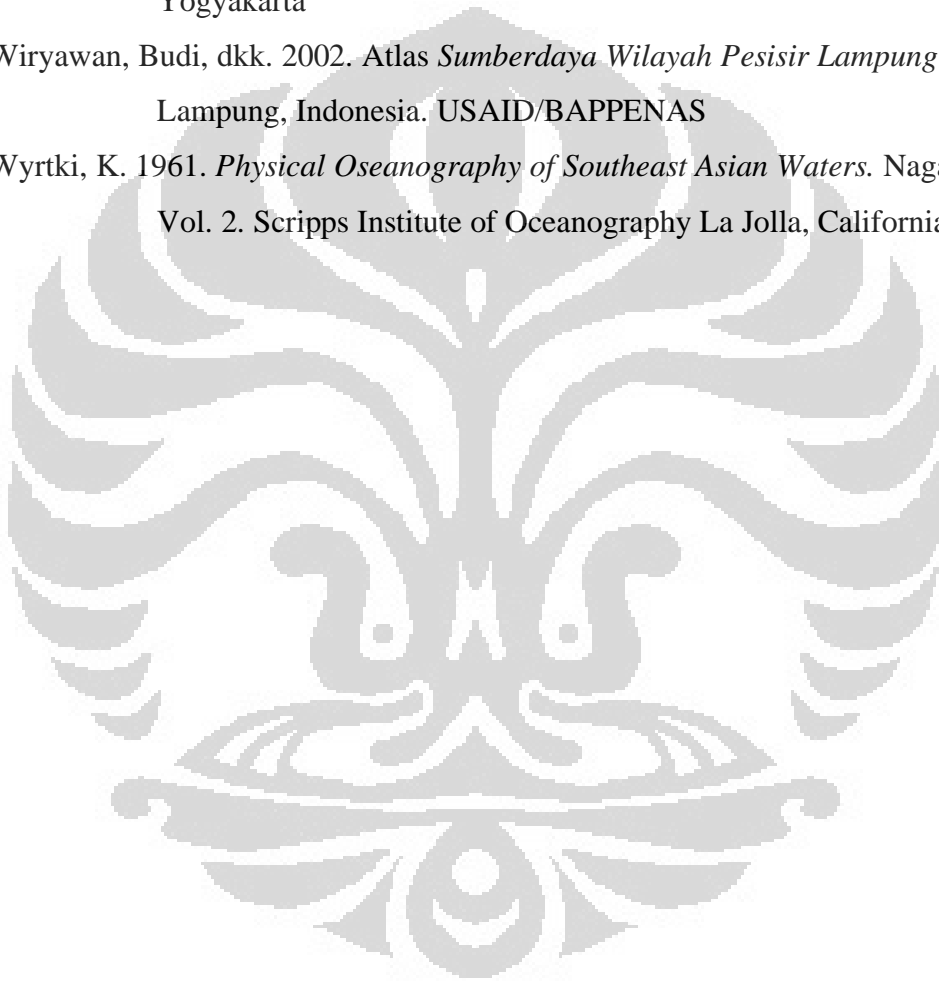 Yogyakarta
Wiryawan, Budi, dkk. 2002. Atlas Sumberdaya Wilayah Pesisir Lampung
Lampung, Indonesia. USAID/BAPPENAS
Wyrtki, K. 1961. Physical Oseanography of Southeast Asian Waters. Naga
Vol. 2. Scripps Institute of Oceanography La Jolla, California